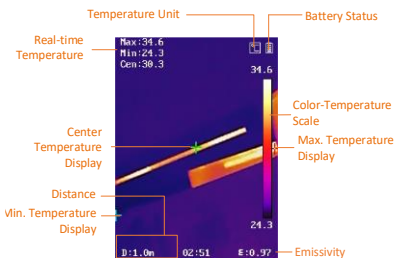 Temperature Unit
Battery Status
Real-time
Temperature
Max:34.6
Min:24.3
Cen:30.3
34.6
Color-Temperature
Scale
Center
Temperature
Display
Max. Temperature
Display
Distance
Min. Temperature
Display
24.3
D:1.0m 02:51 E:0.97
Emissivity